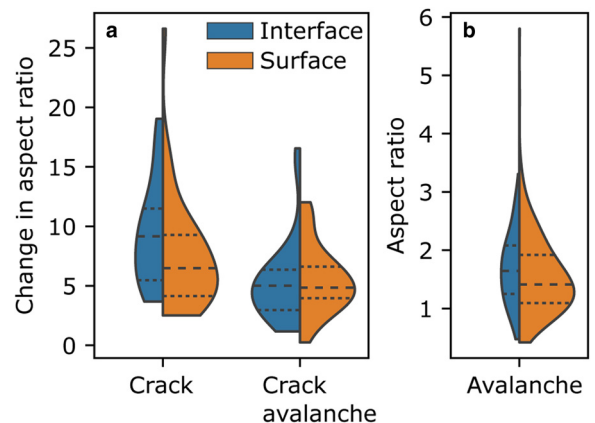 a
Interface
Surface
Change in aspect ratio
25
20
15
10
5
0
Crack
Crack
avalanche
b
Aspect ratio
6
5
4
3
2
1
Avalanche